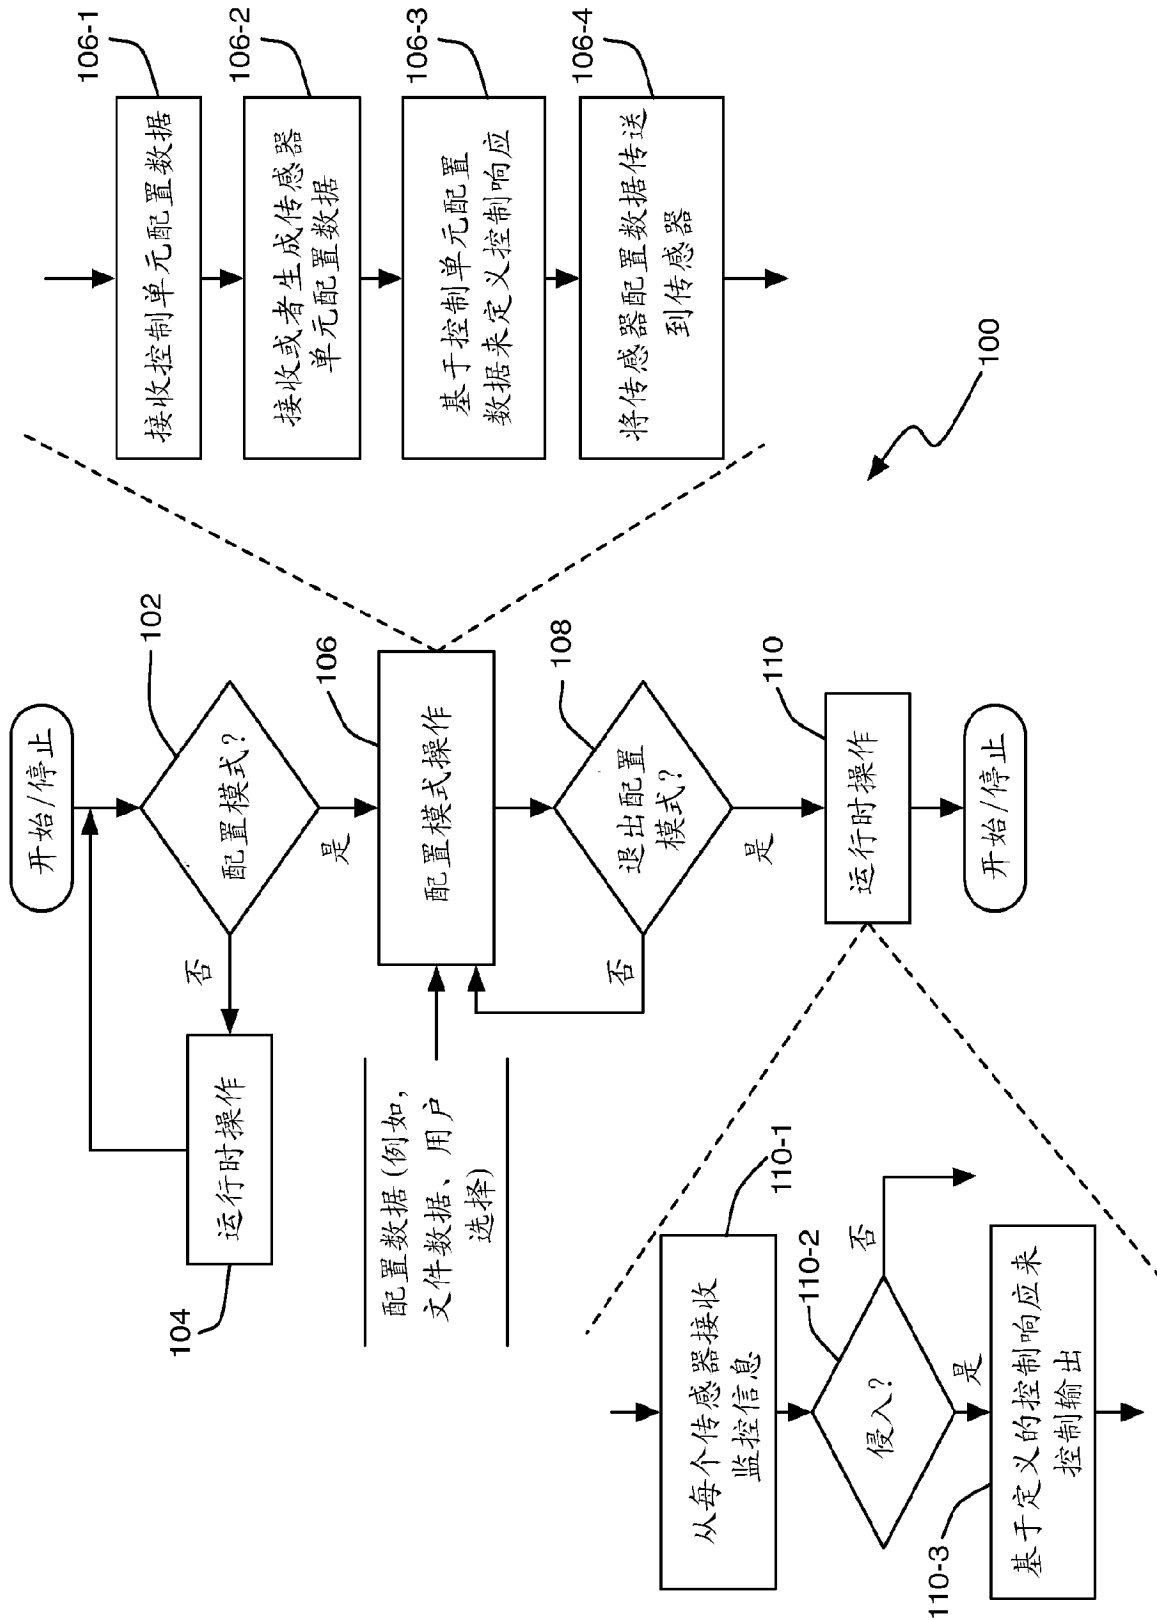 开始/停止
102
配置模式?
否
是
104
运行时操作
106
配置模式操作
配置数据(例如,
文件数据、用户
选择)
108
退出配置
模式?
否
是
110
运行时操作
开始/停止
106-1
接收控制单元配置数据
106-2
接收或者生成传感器
单元配置数据
106-3
基于控制单元配置
数据来定义控制响应
106-4
将传感器配置数据传送
到传感器
100
110-1
从每个传感器接收
监控信息
110-2
侵入?
否
是
110-3
基于定义的控制响应来
控制输出